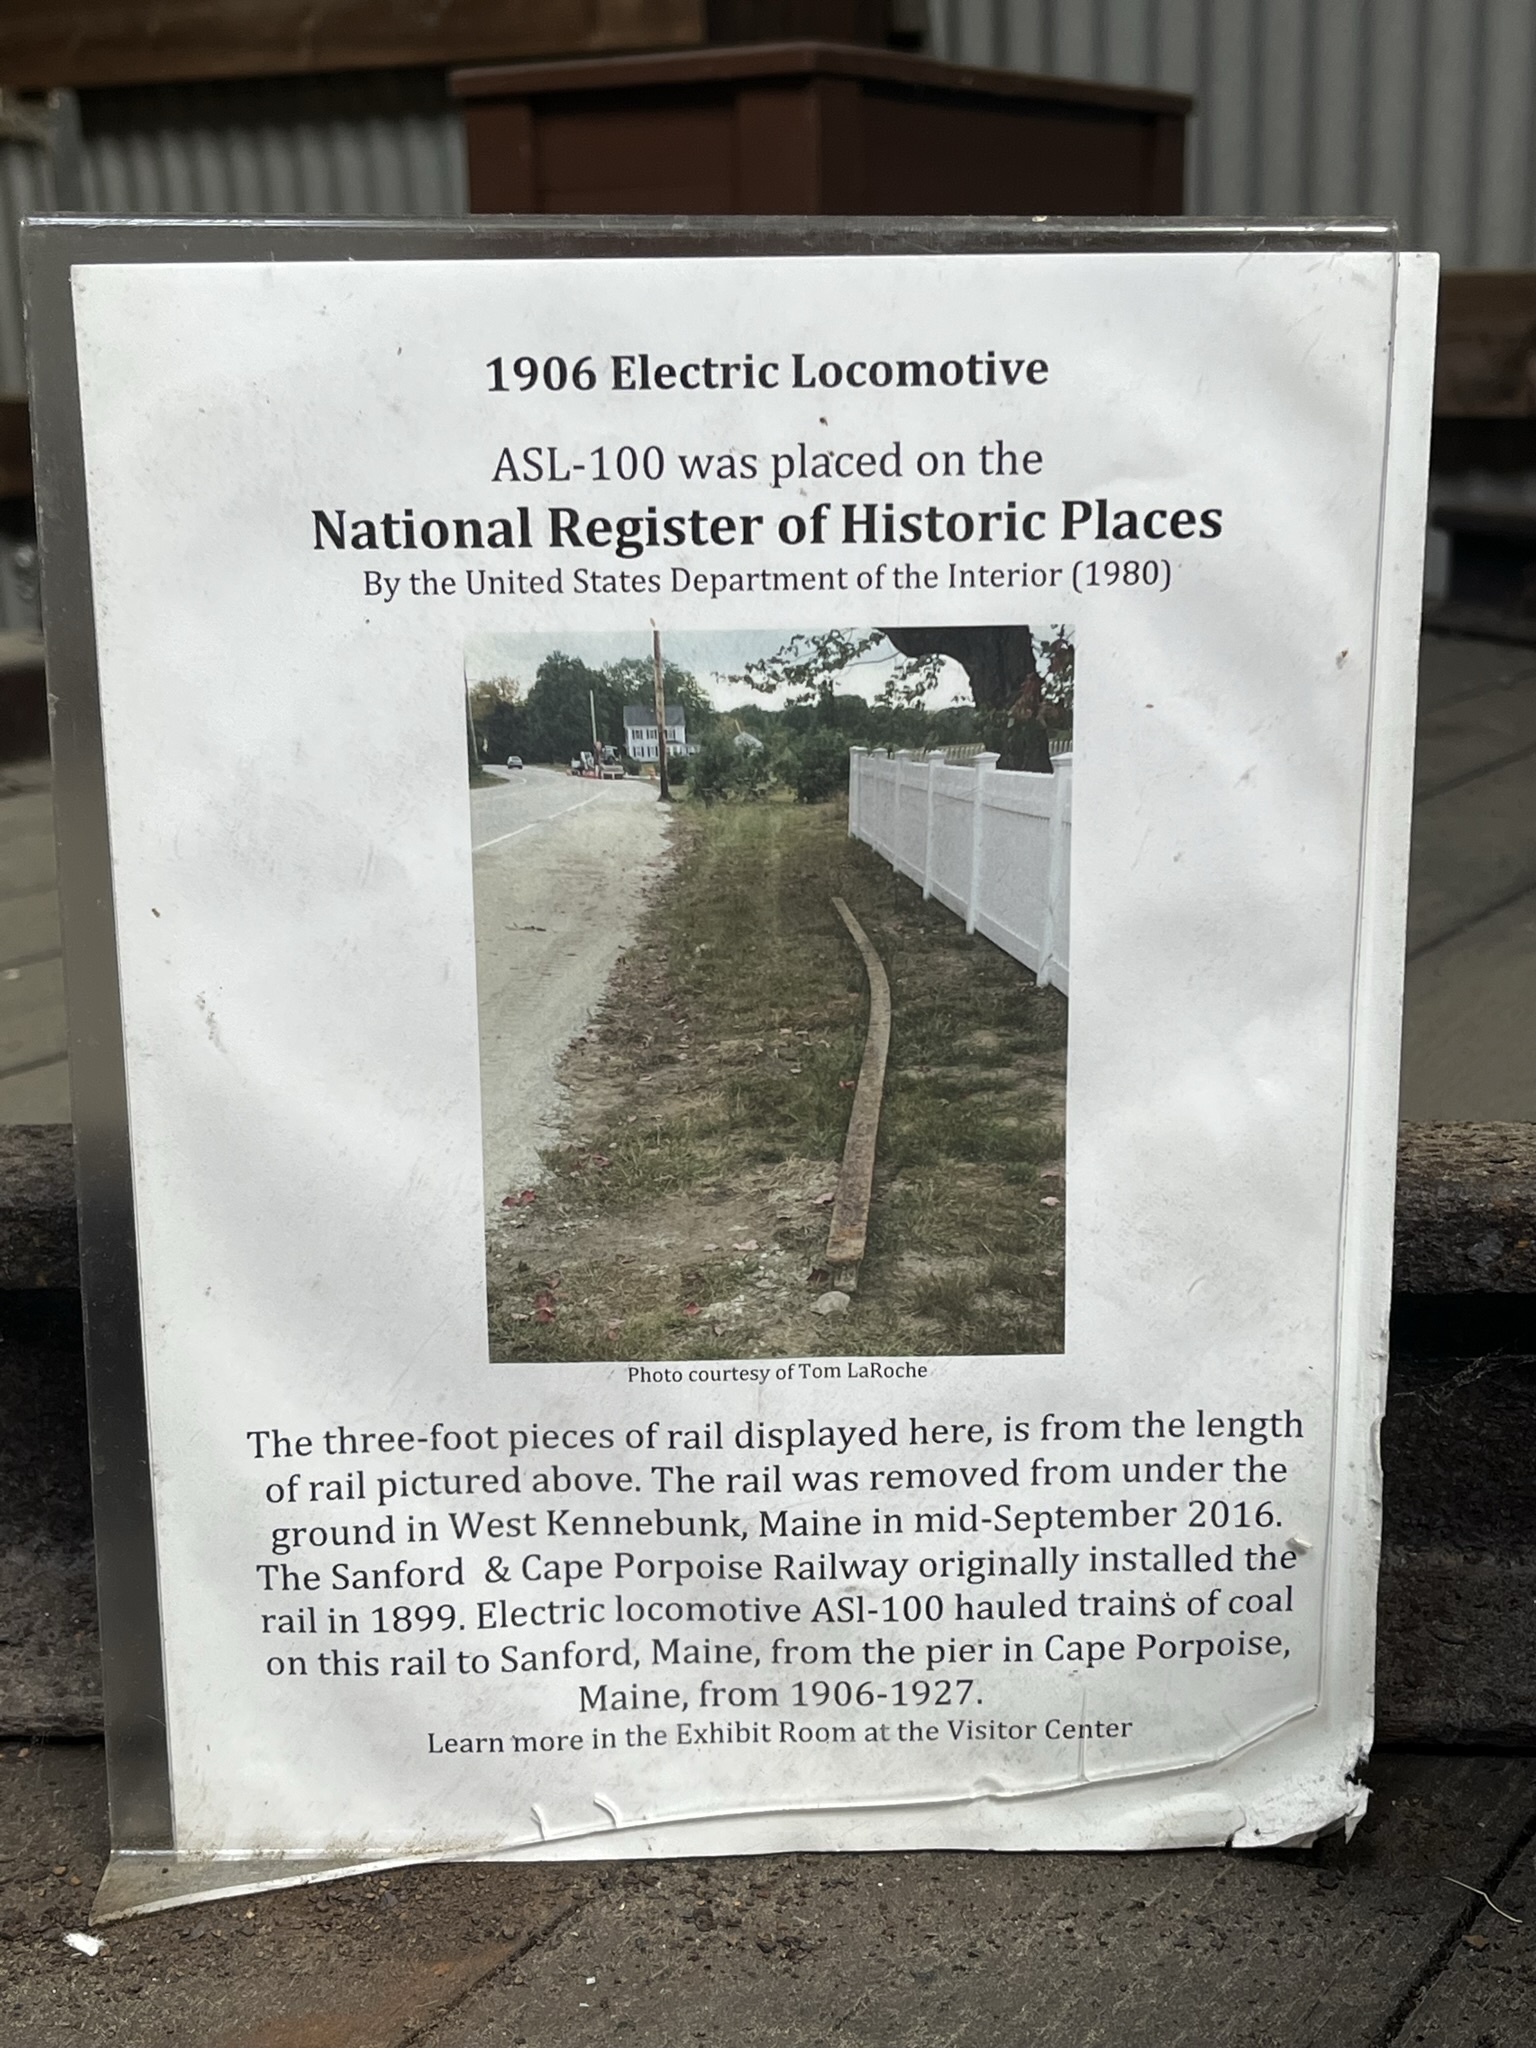 1906 Electric Locomotive
ASL-100 was placed on the
National Register of Historic Places
By the United States Department of the Interior (1980)
Photo courtesy of Tom LaRoche
The three-foot pieces of rail displayed here, is from the length
of rail pictured above. The rail was removed from under the
ground in West Kennebunk, Maine in mid-September 2016.
The Sanford & Cape Porpoise Railway originally installed the
rail in 1899. Electric locomotive ASl-100 hauled trains of coal
on this rail to Sanford, Maine, from the pier in Cape Porpoise,
Maine, from 1906-1927.
Learn more in the Exhibit Room at the Visitor Center